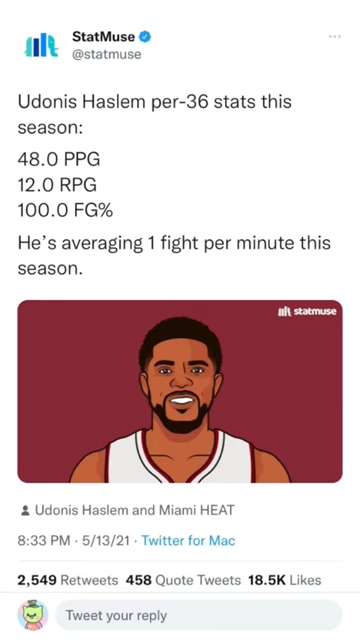 StatMuse
@statmuse
Udonis Haslem per-36 stats this
season:
48.0 PPG
12.0 RPG
100.0 FG%
He's averaging 1 fight per minute this
season.
statmuse
Udonis Haslem and Miami HEAT
8:33 PM · 5/13/21 · Twitter for Mac
2,549 Retweets 458 Quote Tweets 18.5K Likes
Tweet your reply